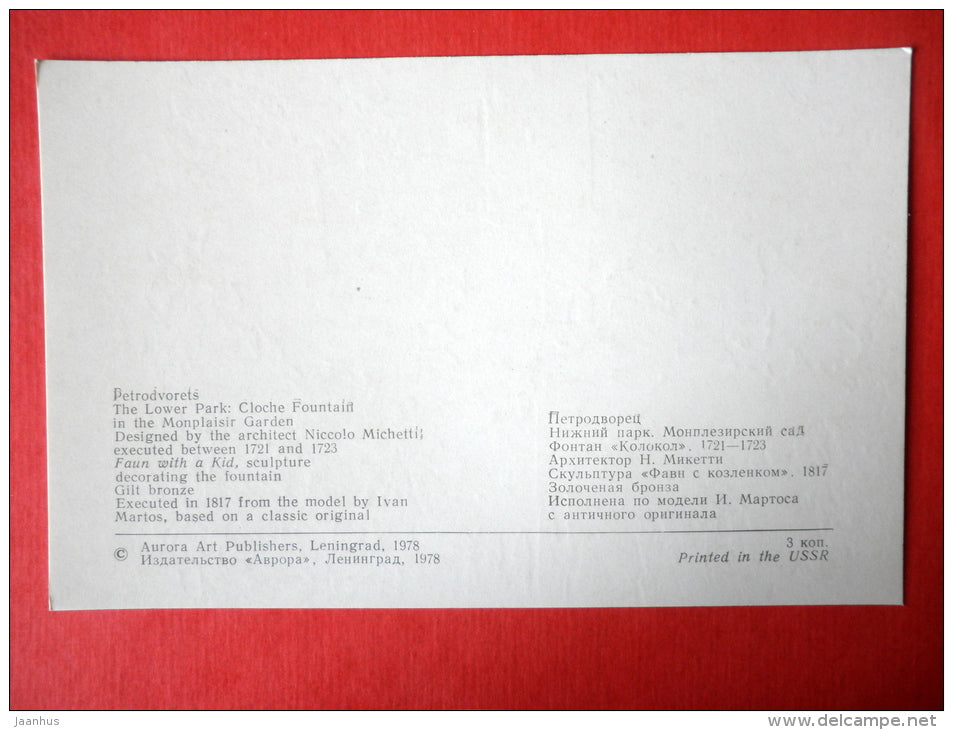 Petrodvorets
The Lower Park: Cloche Fountain
in the Monplaisir Garden
Designed by the architect Niccolo Michetti;
executed between 1721 and 1723
Faun with a Kid, sculpture
decorating the fountain
Gilt bronze
Executed in 1817 from the model by Ivan
Martos, based on a classic original
Петродворец
Нижний парк. Монплезирский сад
Фонтан «Колокол». 1721—1723
Архитектор Н. Микетти
Скульптура «Фавн с козленком». 1817
Золоченая бронза
Исполнена по модели И. Мартоса
с античного оригинала
© Aurora Art Publishers, Leningrad, 1978
Издательство «Аврора», Ленинград, 1978
3 коп.
Printed in the USSR
jaanhus
www.delcampe.net